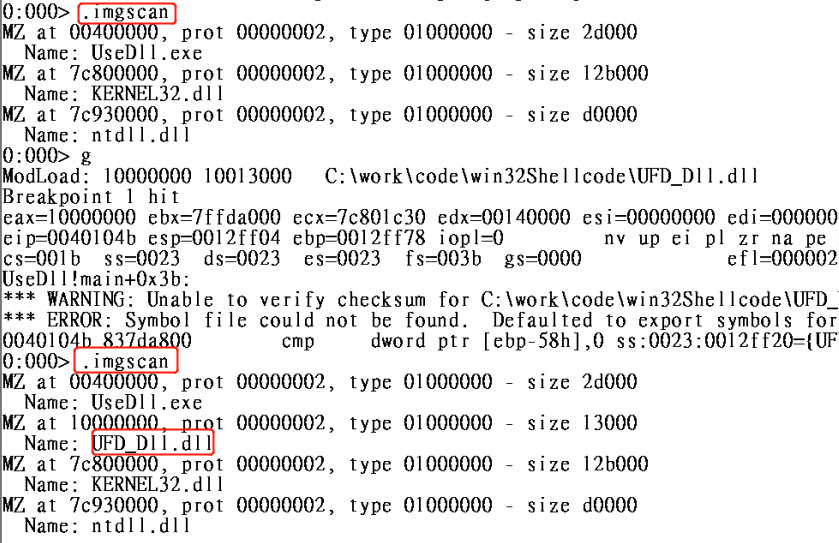 0:000> .imgscan
MZ at 00400000, prot 00000002, type 01000000 - size 2d000
Name: UseDll.exe
MZ at 7c800000, prot 00000002, type 01000000 - size 12b000
Name: KERNEL32.dll
MZ at 7c930000, prot 00000002, type 01000000 - size d0000
Name: ntdll.dll
0:000> g
ModLoad: 10000000 10013000   C:\work\code\win32Shellcode\UFD_Dll.dll
Breakpoint 1 hit
eax=10000000 ebx=7ffda000 ecx=7c801c30 edx=00140000 esi=00000000 edi=000000
eip=0040104b esp=0012ff04 ebp=0012ff78 iopl=0         nv up ei pl zr na pe
cs=001b  ss=0023  ds=0023  es=0023  fs=003b  gs=0000             efl=000002
UseDll!main+0x3b:
*** WARNING: Unable to verify checksum for C:\work\code\win32Shellcode\UFD_
*** ERROR: Symbol file could not be found.  Defaulted to export symbols for
0040104b 837da800        cmp     dword ptr [ebp-58h],0 ss:0023:0012ff20={UF
0:000> .imgscan
MZ at 00400000, prot 00000002, type 01000000 - size 2d000
Name: UseDll.exe
MZ at 10000000, prot 00000002, type 01000000 - size 13000
Name: UFD_Dll.dll
MZ at 7c800000, prot 00000002, type 01000000 - size 12b000
Name: KERNEL32.dll
MZ at 7c930000, prot 00000002, type 01000000 - size d0000
Name: ntdll.dll